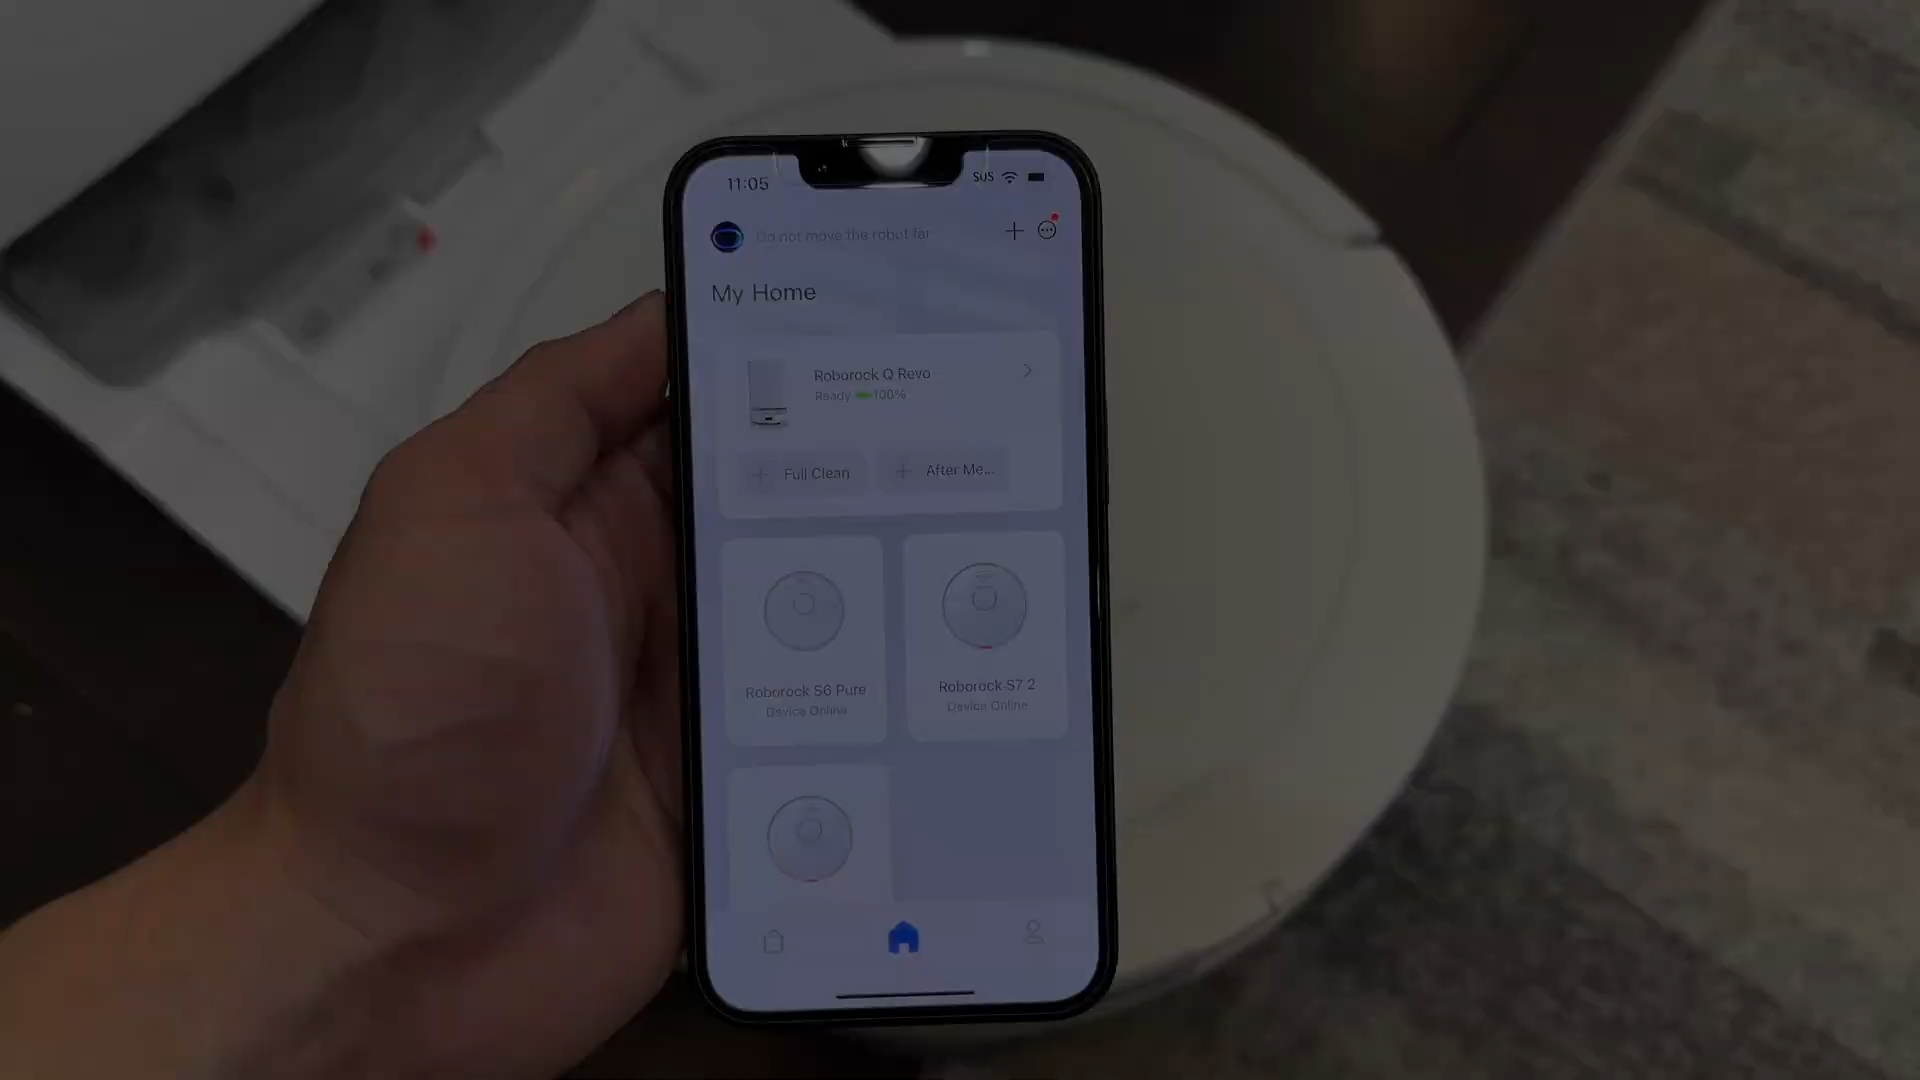 11:05 SOS
Do not move the robot far
My Home
Roborock Q Revo
Ready 100%
Full Clean After Me...
Roborock S6 Pure Roborock S7 2
Device Online Device Online